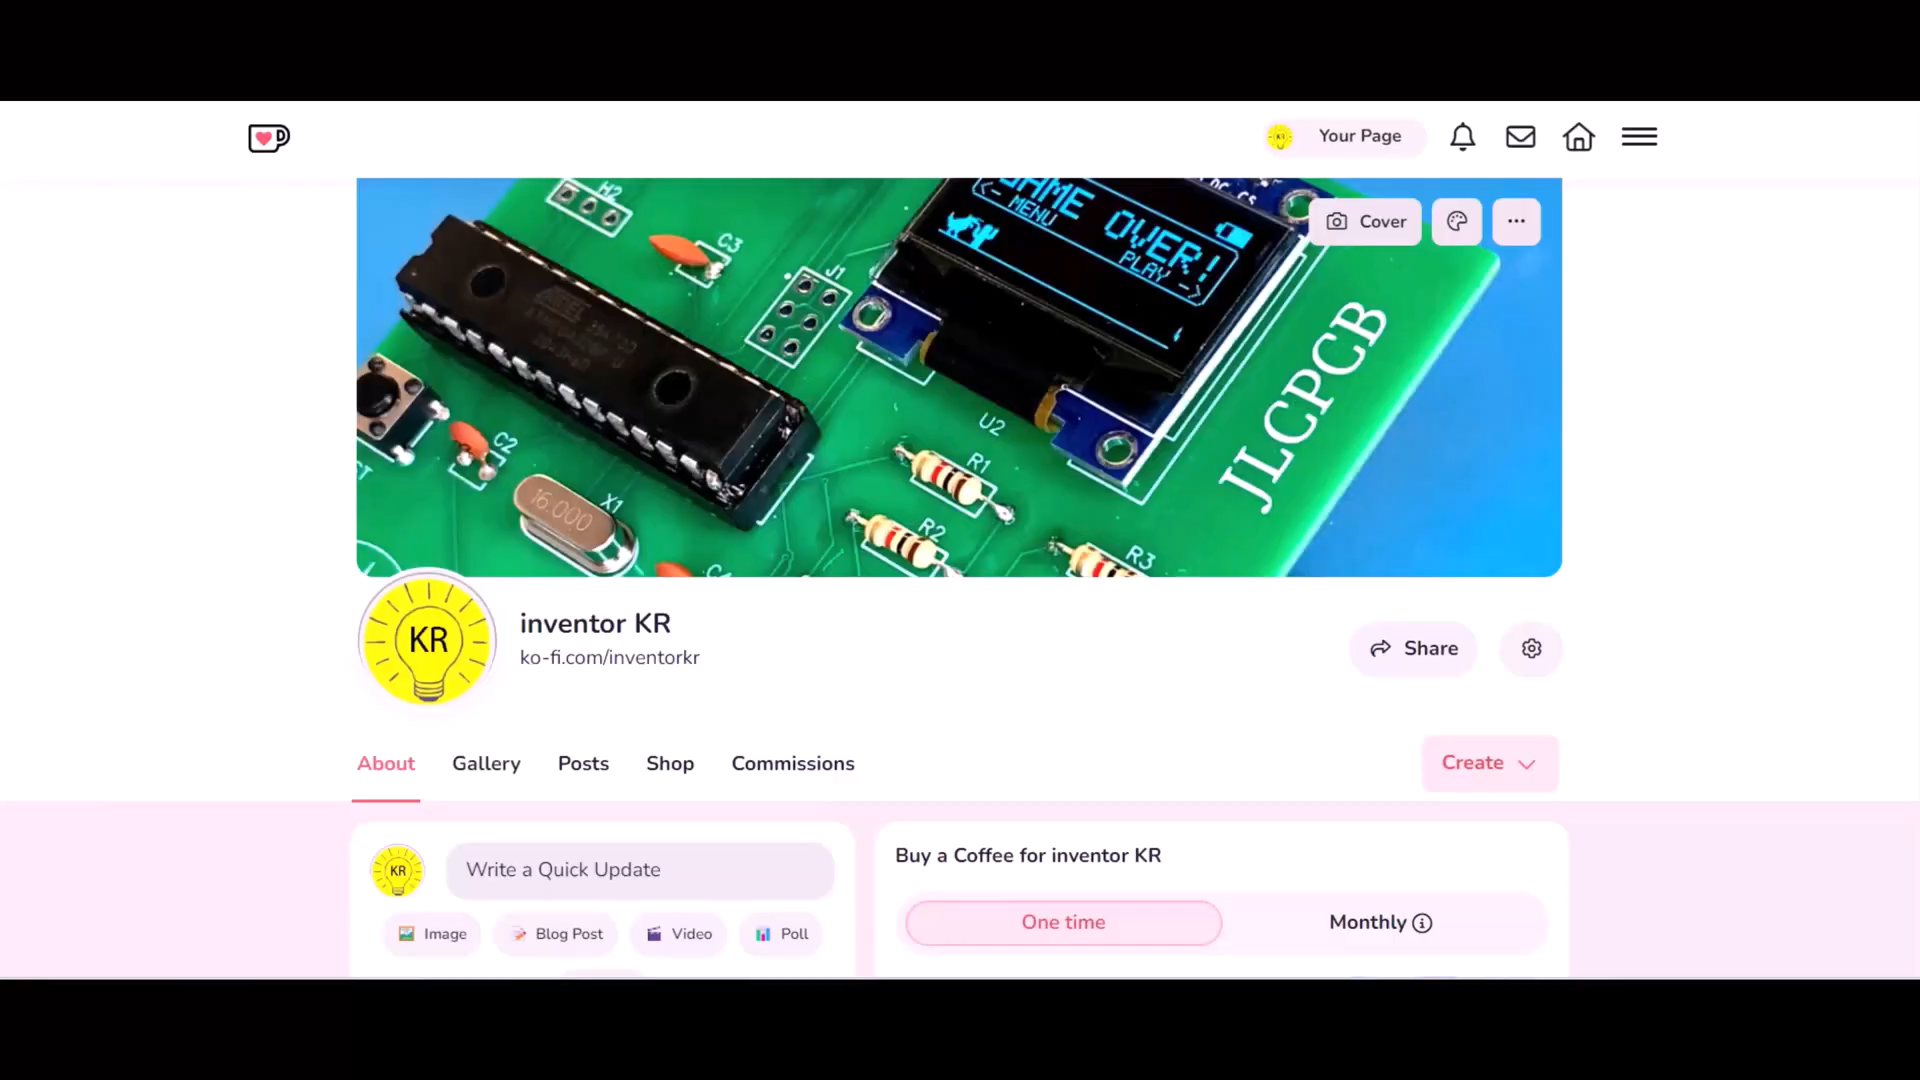 Your Page
Cover
H2
C3
J1
GAME OVER!
<- MENU
PLAY ->
JLCPCB
U2
C2
R1
X1
16.000
R2
R3
KR
inventor KR
ko-fi.com/inventorkr
Share
About
Gallery
Posts
Shop
Commissions
Create
KR
Write a Quick Update
Image
Blog Post
Video
Poll
Buy a Coffee for inventor KR
One time
Monthly